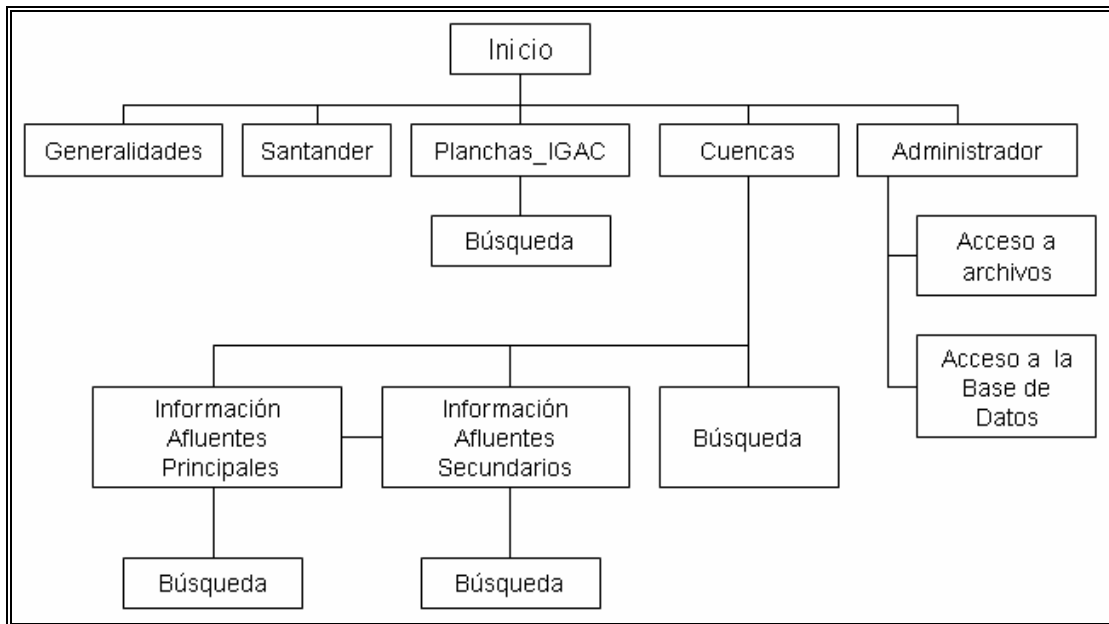 Inicio
Generalidades
Santander
Planchas_IGAC
Cuencas
Administrador
Búsqueda
Acceso a
archivos
Acceso a la
Base de
Datos
Información
Afluentes
Principales
Información
Afluentes
Secundarios
Búsqueda
Búsqueda
Búsqueda